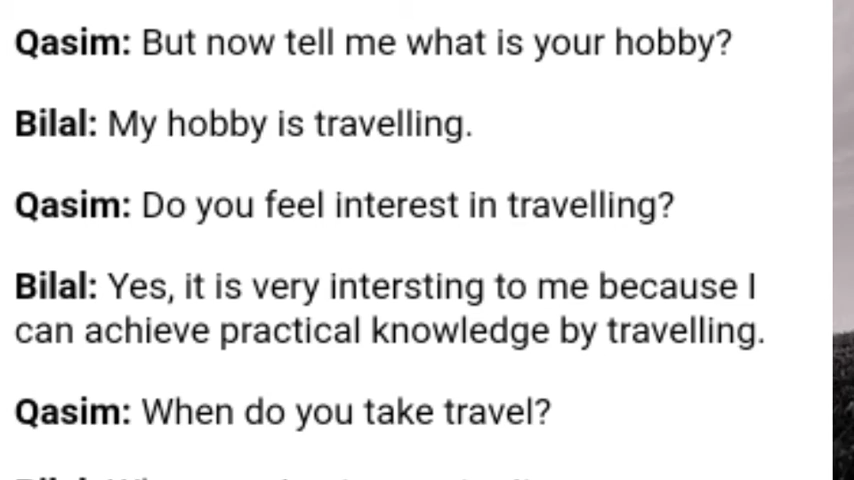 Qasim: But now tell me what is your hobby?
Bilal: My hobby is travelling.
Qasim: Do you feel interest in travelling?
Bilal: Yes, it is very intersting to me because I
can achieve practical knowledge by travelling.
Qasim: When do you take travel?